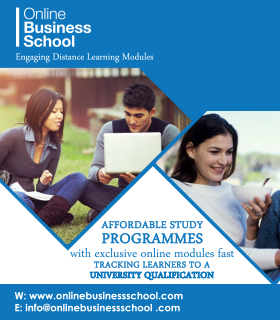 Online
Business
School
Engaging Distance Learning Modules
AFFORDABLE STUDY
PROGRAMMES
with exclusive online modules fast
TRACKING LEARNERS TO A
UNIVERSITY QUALIFICATION
W: www.onlinebusinessschool.com
E: info@onlinebusinessschool .com